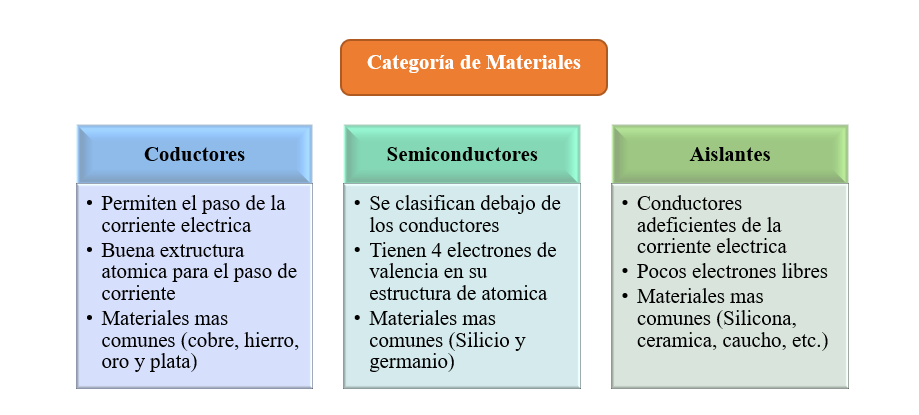 Categoría de Materiales
Coductores
• Permiten el paso de la
corriente electrica
• Buena extructura
atomica para el paso de
corriente
• Materiales mas
comunes (cobre, hierro,
oro y plata)
Semiconductores
• Se clasifican debajo de
los conductores
• Tienen 4 electrones de
valencia en su
estructura de atomica
• Materiales mas
comunes (Silicio y
germanio)
Aislantes
• Conductores
adeficientes de la
corriente electrica
• Pocos electrones libres
• Materiales mas
comunes (Silicona,
ceramica, caucho, etc.)